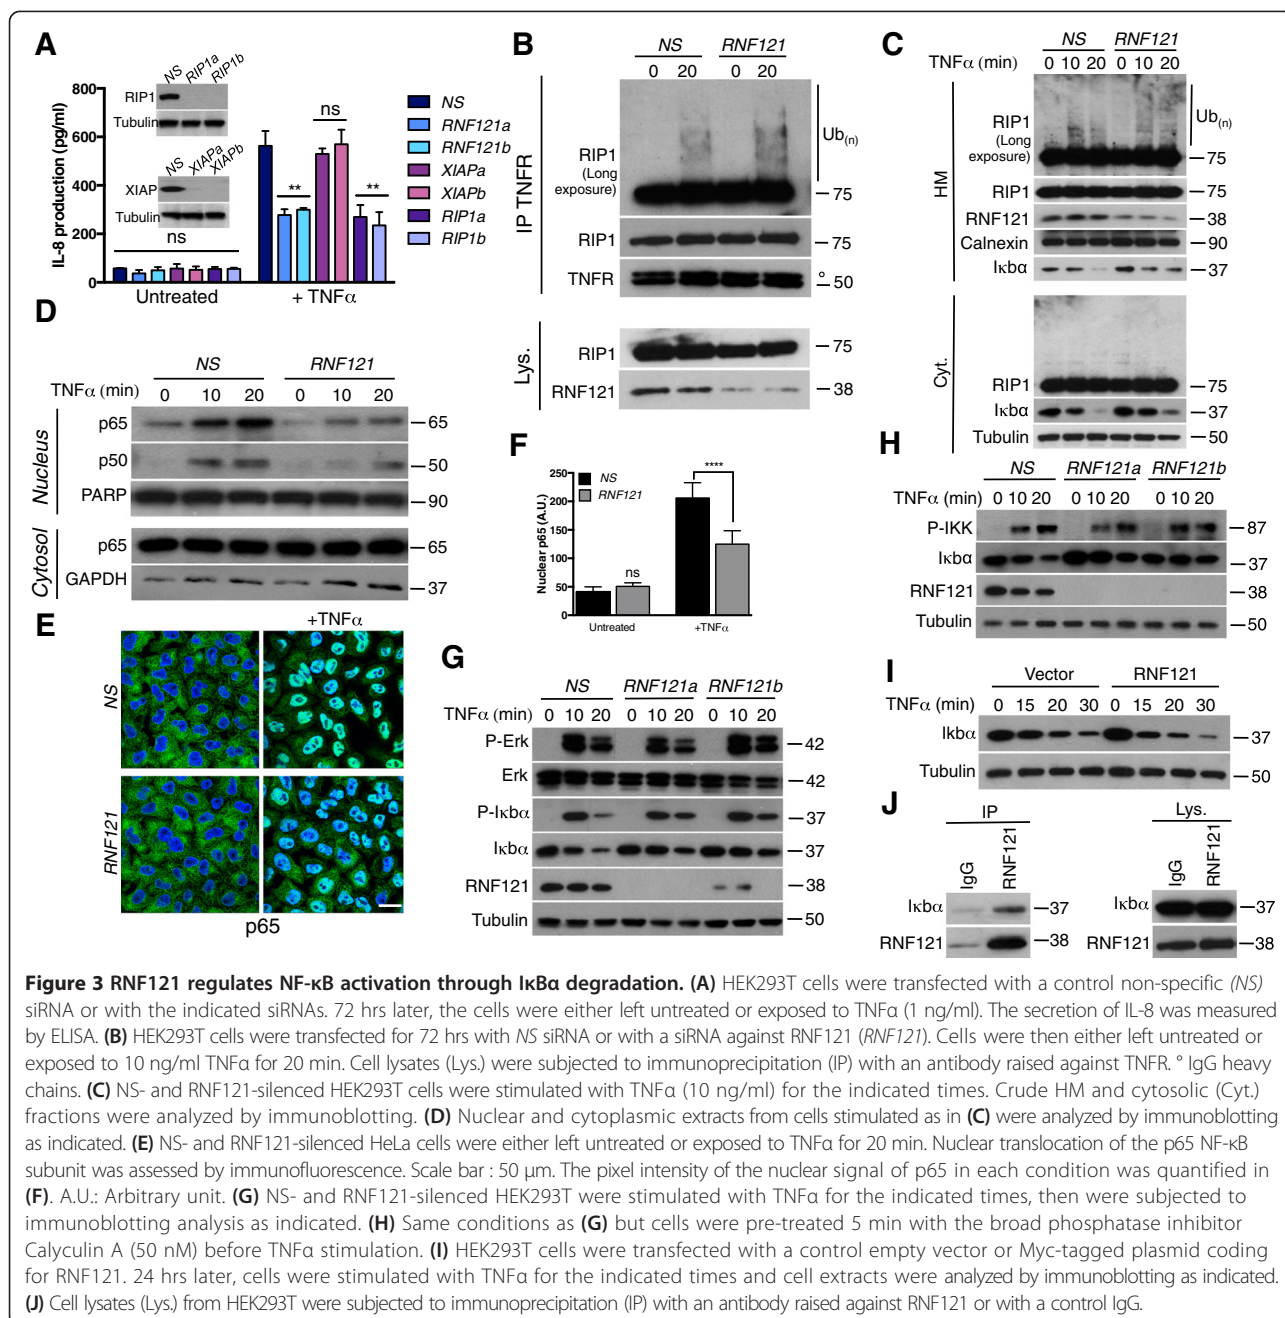 A
NS RIP1a RIP1b
RIP1
Tubulin
NS XIAPa XIAPb
XIAP
Tubulin
IL-8 production (pg/ml)
800
600
400
200
0
ns
ns
** **
Untreated + TNFα
NS
RNF121a
RNF121b
XIAPa
XIAPb
RIP1a
RIP1b
B
NS RNF121
0 20 0 20
IP TNFR
RIP1
(Long
exposure)
Ub(n)
75
RIP1 75
TNFR ° 50
Lys.
RIP1 75
RNF121 38
C
NS RNF121
TNFα (min) 0 10 20 0 10 20
HM
RIP1
(Long
exposure)
Ub(n)
75
RIP1 75
RNF121 38
Calnexin 90
Iκbα 37
Cyt.
RIP1 75
Iκbα 37
Tubulin 50
D
NS RNF121
TNFα (min) 0 10 20 0 10 20
Nucleus
p65 65
p50 50
PARP 90
Cytosol
p65 65
GAPDH 37
E
+TNFα
NS
RNF121
p65
F
Nuclear p65 (A.U.)
250
200
150
100
50
0
NS
RNF121
ns
****
Untreated +TNFα
G
NS RNF121a RNF121b
TNFα (min) 0 10 20 0 10 20 0 10 20
P-Erk 42
Erk 42
P-Iκbα 37
Iκbα 37
RNF121 38
Tubulin 50
H
NS RNF121a RNF121b
TNFα (min) 0 10 20 0 10 20 0 10 20
P-IKK 87
Iκbα 37
RNF121 38
Tubulin 50
I
Vector RNF121
TNFα (min) 0 15 20 30 0 15 20 30
Ikbα 37
Tubulin 50
J
IP
IgG RNF121
Iκbα 37
RNF121 38
Lys.
IgG RNF121
Iκbα 37
RNF121 38
Figure 3 RNF121 regulates NF-κB activation through IκBα degradation. (A) HEK293T cells were transfected with a control non-specific (NS)
siRNA or with the indicated siRNAs. 72 hrs later, the cells were either left untreated or exposed to TNFα (1 ng/ml). The secretion of IL-8 was measured
by ELISA. (B) HEK293T cells were transfected for 72 hrs with NS siRNA or with a siRNA against RNF121 (RNF121). Cells were then either left untreated or
exposed to 10 ng/ml TNFα for 20 min. Cell lysates (Lys.) were subjected to immunoprecipitation (IP) with an antibody raised against TNFR. ° IgG heavy
chains. (C) NS- and RNF121-silenced HEK293T cells were stimulated with TNFα (10 ng/ml) for the indicated times. Crude HM and cytosolic (Cyt.)
fractions were analyzed by immunoblotting. (D) Nuclear and cytoplasmic extracts from cells stimulated as in (C) were analyzed by immunoblotting
as indicated. (E) NS- and RNF121-silenced HeLa cells were either left untreated or exposed to TNFα for 20 min. Nuclear translocation of the p65 NF-κB
subunit was assessed by immunofluorescence. Scale bar : 50 μm. The pixel intensity of the nuclear signal of p65 in each condition was quantified in
(F). A.U.: Arbitrary unit. (G) NS- and RNF121-silenced HEK293T were stimulated with TNFα for the indicated times, then were subjected to
immunoblotting analysis as indicated. (H) Same conditions as (G) but cells were pre-treated 5 min with the broad phosphatase inhibitor
Calyculin A (50 nM) before TNFα stimulation. (I) HEK293T cells were transfected with a control empty vector or Myc-tagged plasmid coding
for RNF121. 24 hrs later, cells were stimulated with TNFα for the indicated times and cell extracts were analyzed by immunoblotting as indicated.
(J) Cell lysates (Lys.) from HEK293T were subjected to immunoprecipitation (IP) with an antibody raised against RNF121 or with a control IgG.